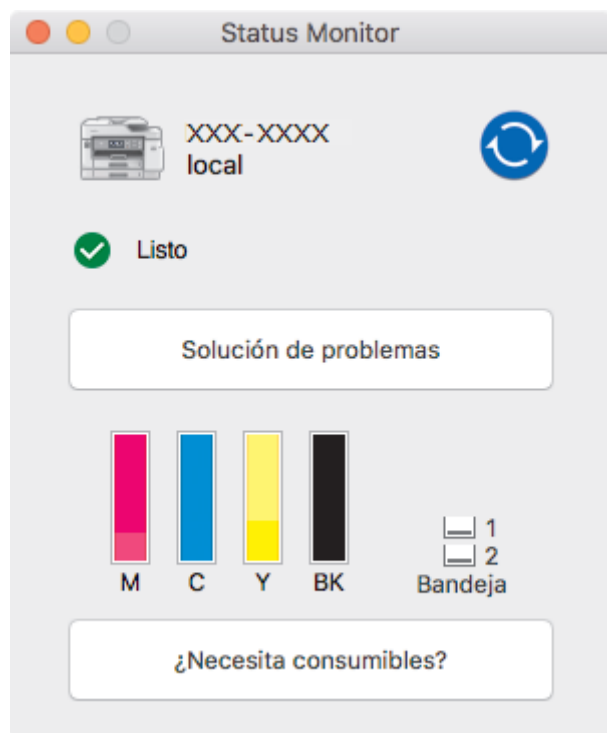 Status Monitor
XXX-XXXX
local
Listo
Solución de problemas
M C Y BK
1
2
Bandeja
¿Necesita consumibles?